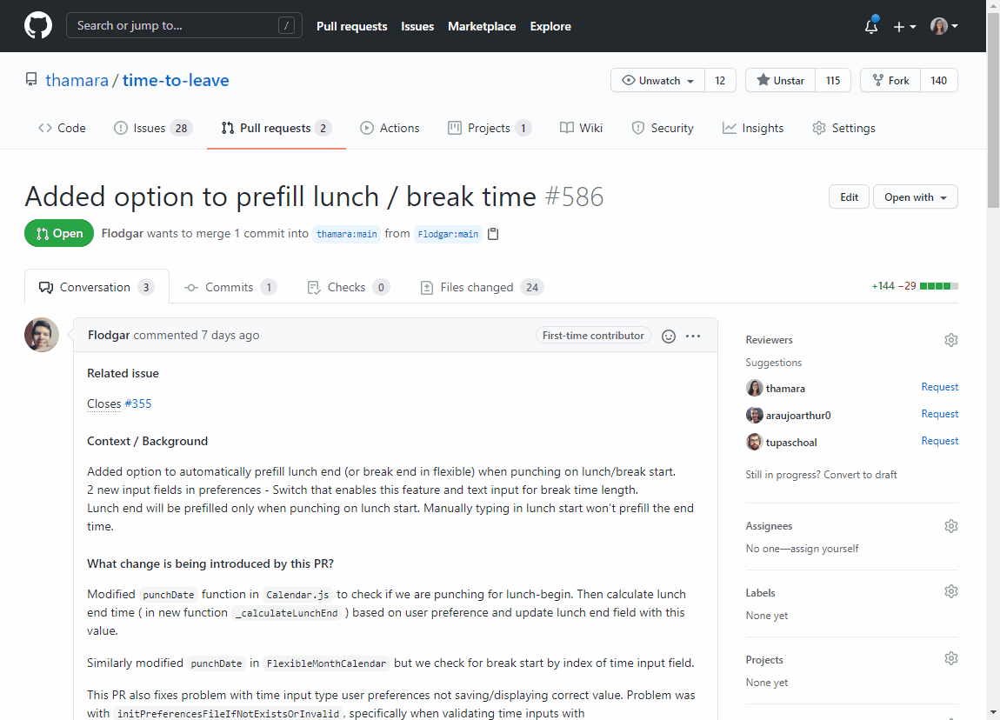 Search or jump to... /
Pull requests Issues Marketplace Explore
thamara / time-to-leave
Unwatch 12 Unstar 115 Fork 140
Code Issues 28 Pull requests 2 Actions Projects 1 Wiki Security Insights Settings
Added option to prefill lunch / break time #586
Edit Open with
Open Flodgar wants to merge 1 commit into thamara:main from Flodgar:main
Conversation 3 Commits 1 Checks 0 Files changed 24
+144 −29
Flodgar commented 7 days ago First-time contributor
Related issue
Closes #355
Context / Background
Added option to automatically prefill lunch end (or break end in flexible) when punching on lunch/break start.
2 new input fields in preferences - Switch that enables this feature and text input for break time length.
Lunch end will be prefilled only when punching on lunch start. Manually typing in lunch start won't prefill the end
time.
What change is being introduced by this PR?
Modified punchDate function in Calendar.js to check if we are punching for lunch-begin. Then calculate lunch
end time ( in new function _calculateLunchEnd ) based on user preference and update lunch end field with this
value.
Similarly modified punchDate in FlexibleMonthCalendar but we check for break start by index of time input field.
This PR also fixes problem with time input type user preferences not saving/displaying correct value. Problem was
with initPreferencesFileIfNotExistsOrInvalid, specifically when validating time inputs with
Reviewers
Suggestions
thamara Request
araujoarthur0 Request
tupaschoal Request
Still in progress? Convert to draft
Assignees
No one—assign yourself
Labels
None yet
Projects
None yet